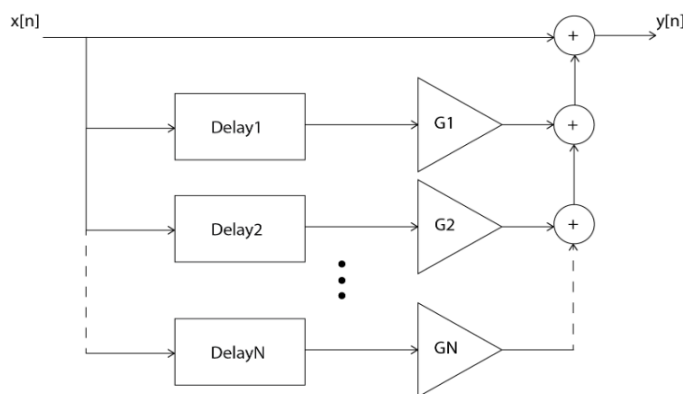 x[n]
y[n]
+
Delay1
G1
+
Delay2
G2
+
DelayN
GN